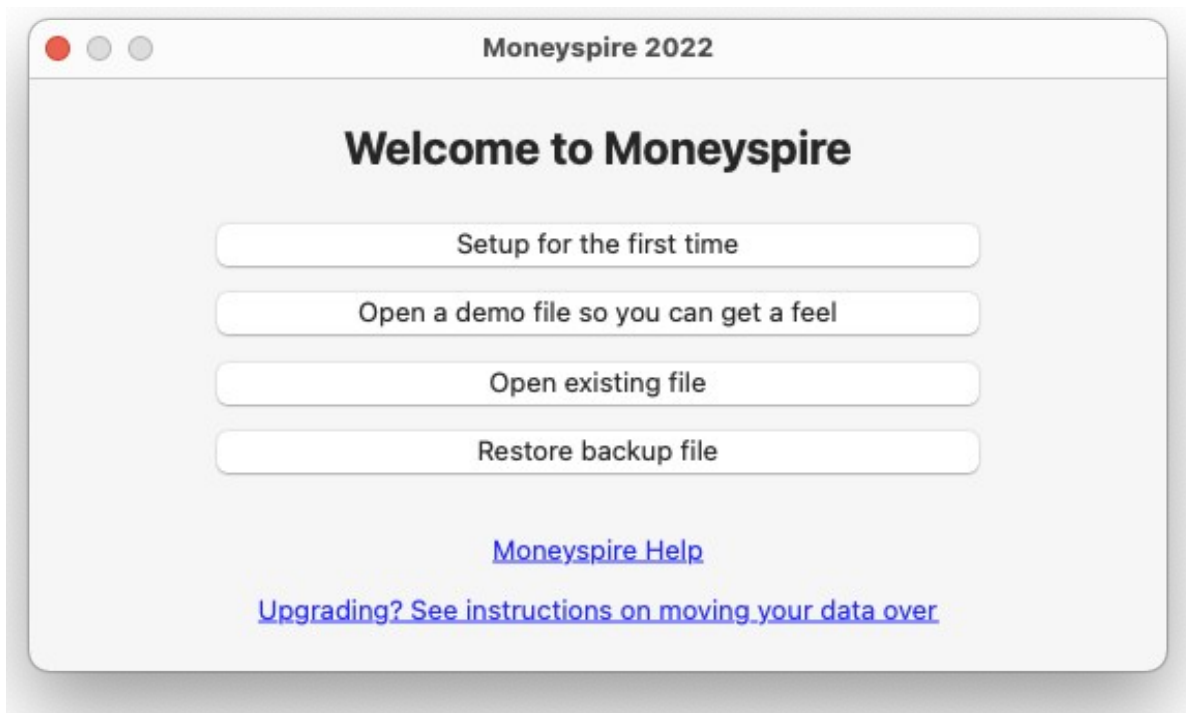 Moneyspire 2022
Welcome to Moneyspire
Setup for the first time
Open a demo file so you can get a feel
Open existing file
Restore backup file
Moneyspire Help
Upgrading? See instructions on moving your data over